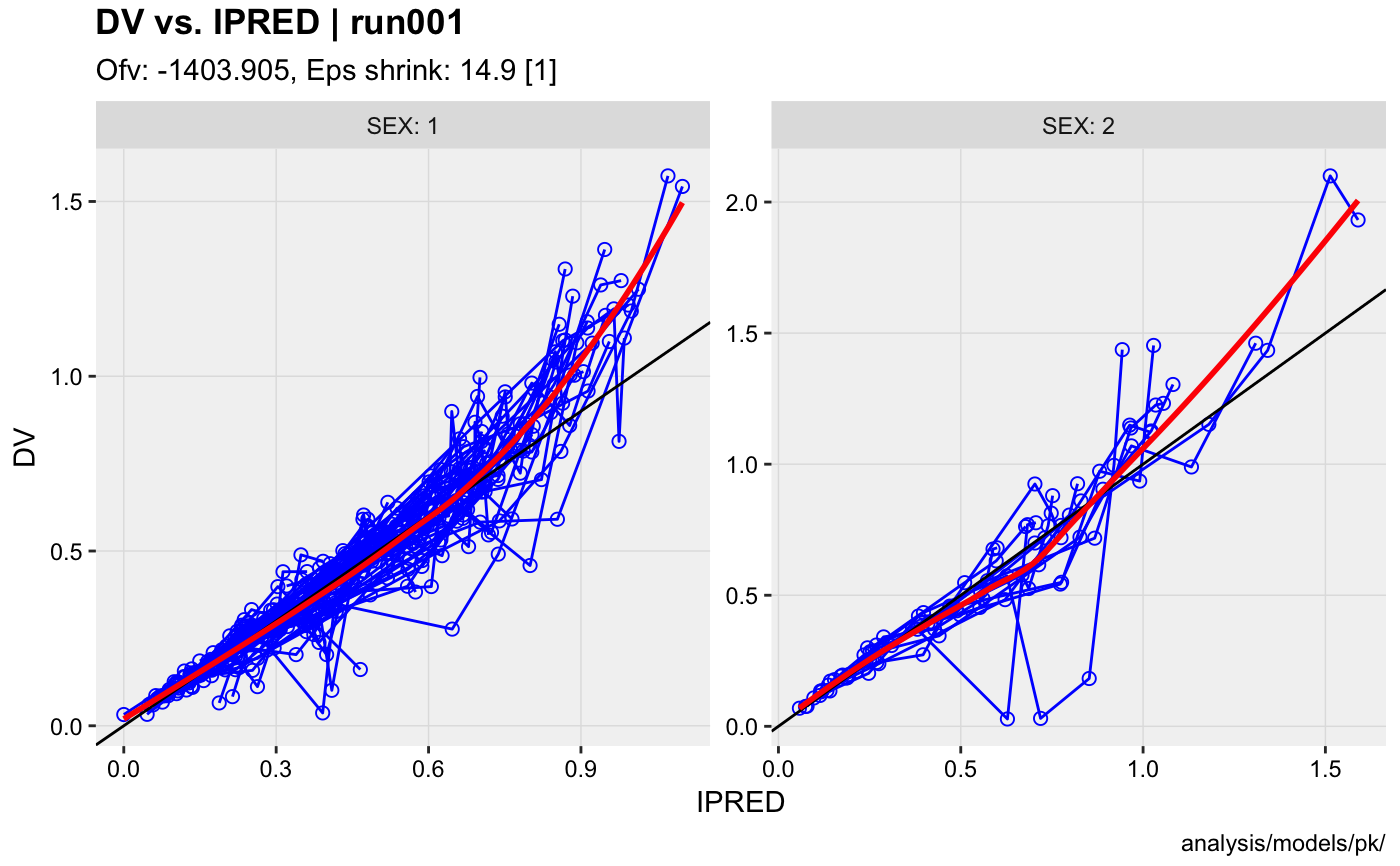 DV vs. IPRED | run001
Ofv: -1403.905, Eps shrink: 14.9 [1]
SEX: 1
SEX: 2
DV
1.5
1.0
0.5
0.0
2.0
1.5
1.0
0.5
0.0
0.0 0.3 0.6 0.9
0.0 0.5 1.0 1.5
IPRED
analysis/models/pk/